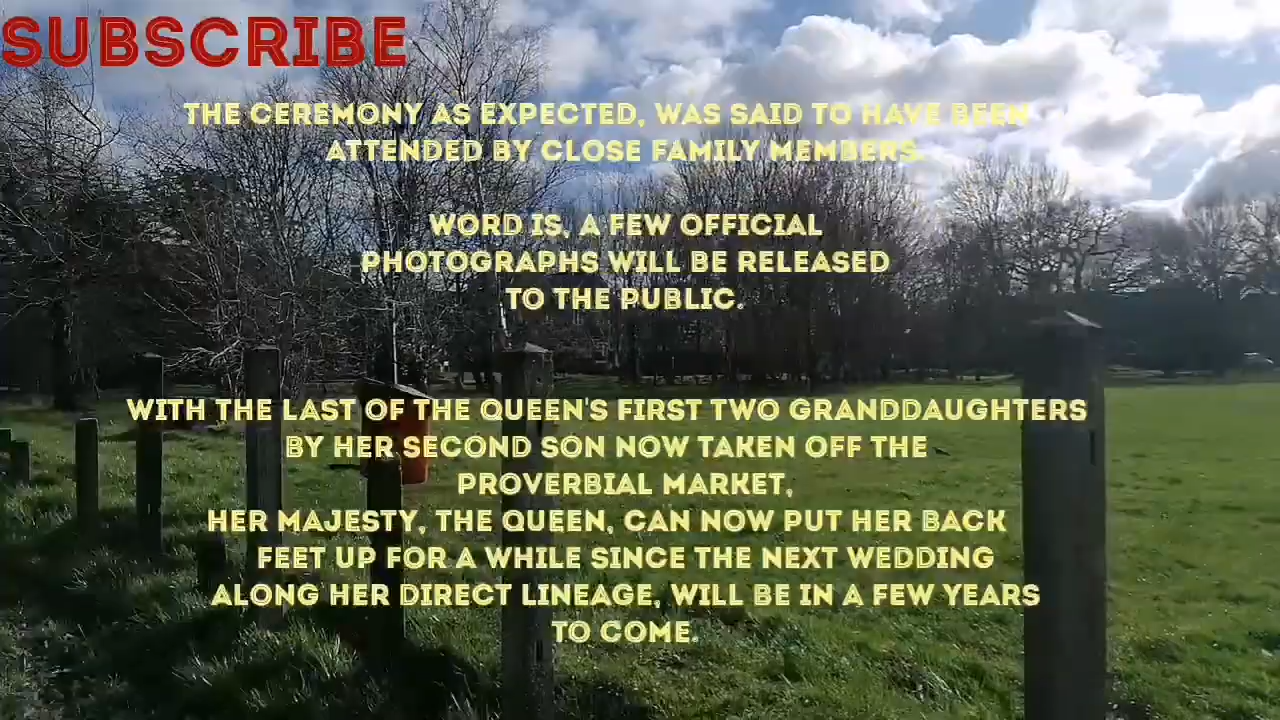 SUBSCRIBE
THE CEREMONY AS EXPECTED, WAS SAID TO HAVE BEEN
ATTENDED BY CLOSE FAMILY MEMBERS.
WORD IS, A FEW OFFICIAL
PHOTOGRAPHS WILL BE RELEASED
TO THE PUBLIC.
WITH THE LAST OF THE QUEEN'S FIRST TWO GRANDDAUGHTERS
BY HER SECOND SON NOW TAKEN OFF THE
PROVERBIAL MARKET,
HER MAJESTY, THE QUEEN, CAN NOW PUT HER BACK
FEET UP FOR A WHILE SINCE THE NEXT WEDDING
ALONG HER DIRECT LINEAGE, WILL BE IN A FEW YEARS
TO COME.